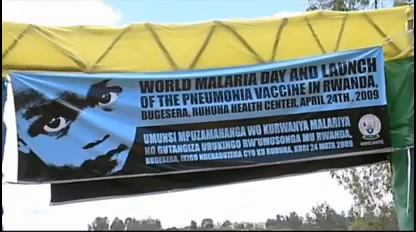 WORLD MALARIA DAY AND LAUNCH
OF THE PNEUMONIA VACCINE IN RWANDA,
BUGESERA, RUHUHA HEALTH CENTER, APRIL 24TH, 2009
UMUNSI MPUZAMAHANGA WO KURWANYA MALARIYA
NO GUTANGIZA URUKINGO RW'UMUSONGA MU RWANDA,
BUGESERA, IKIGO NDERABUZIMA CYO KU RUHUHA, KUWA 24 MATA 2009
MINISANTE